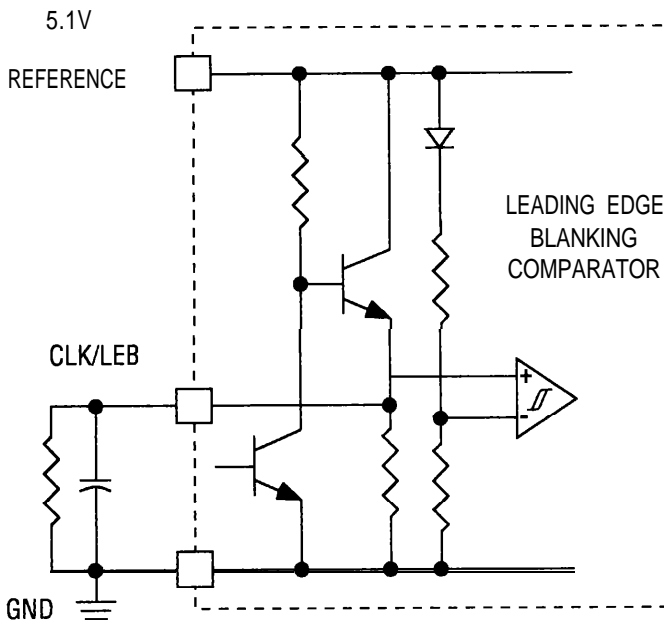 5.1V
REFERENCE
LEADING EDGE
BLANKING
COMPARATOR
CLK/LEB
+
-
GND